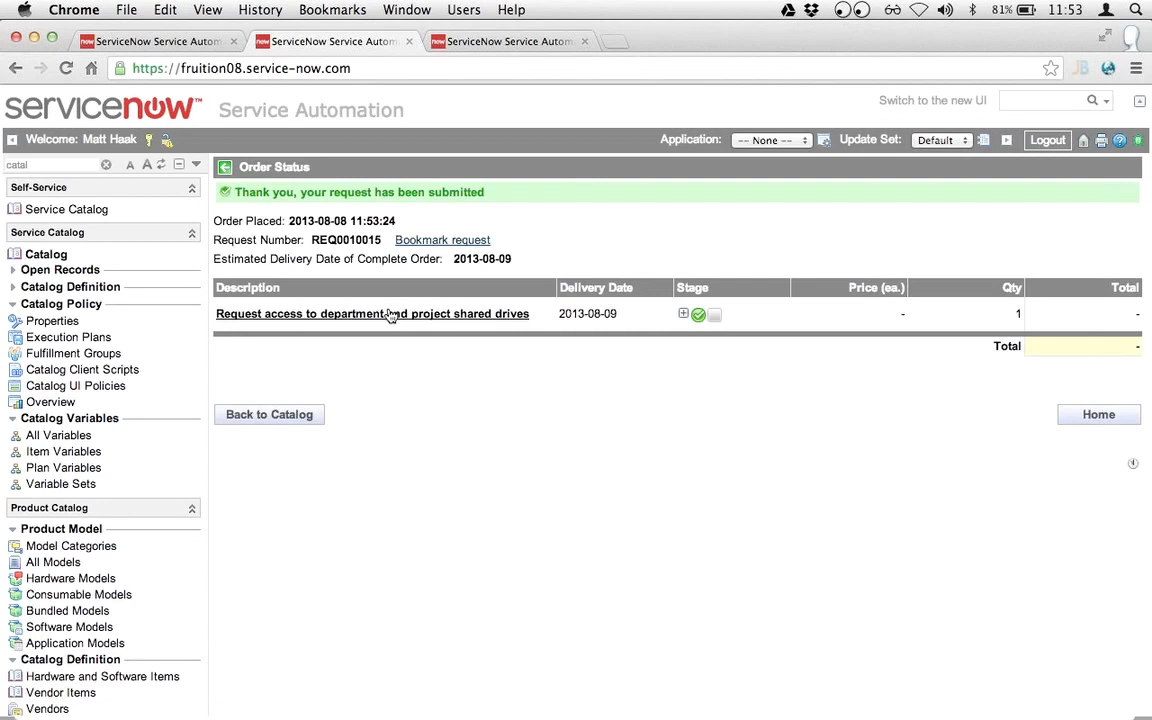 Chrome File Edit View History Bookmarks Window Users Help 81% 11:53
ServiceNow Service Autom ServiceNow Service Autom ServiceNow Service Autom
https://fruition08.service-now.com JB
servicenow™ Service Automation Switch to the new UI
Welcome: Matt Haak Application: -- None -- Update Set: Default Logout
catal A A
Order Status
Self-Service
Thank you, your request has been submitted
Service Catalog
Order Placed: 2013-08-08 11:53:24
Service Catalog
Request Number: REQ0010015 Bookmark request
Catalog
Estimated Delivery Date of Complete Order: 2013-08-09
Open Records
Catalog Definition
Description Delivery Date Stage Price (ea.) Qty Total
Catalog Policy
Request access to department and project shared drives 2013-08-09 - 1 -
Properties
Execution Plans
Total -
Fulfillment Groups
Catalog Client Scripts
Catalog UI Policies
Overview
Catalog Variables
Back to Catalog Home
All Variables
Item Variables
Plan Variables
Variable Sets
Product Catalog
Product Model
Model Categories
All Models
Hardware Models
Consumable Models
Bundled Models
Software Models
Application Models
Catalog Definition
Hardware and Software Items
Vendor Items
Vendors